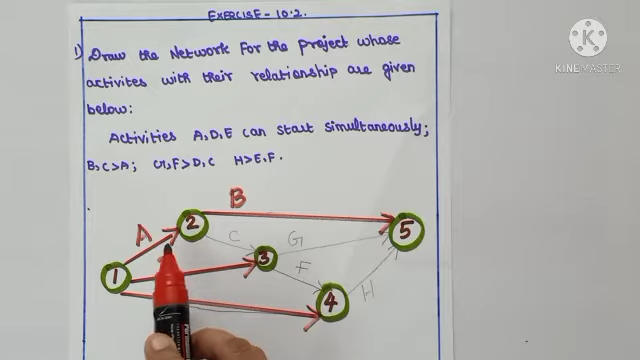 EXERCISE-10.2.
1) Draw the Network for the project whose
activites with their relationship are given
below:
Activities A,D,E can start simultaneously;
B,C>A; G,F>D,C H>E,F.
KINEMASTER
B
A
2
C
G
5
3
1
F
4
H